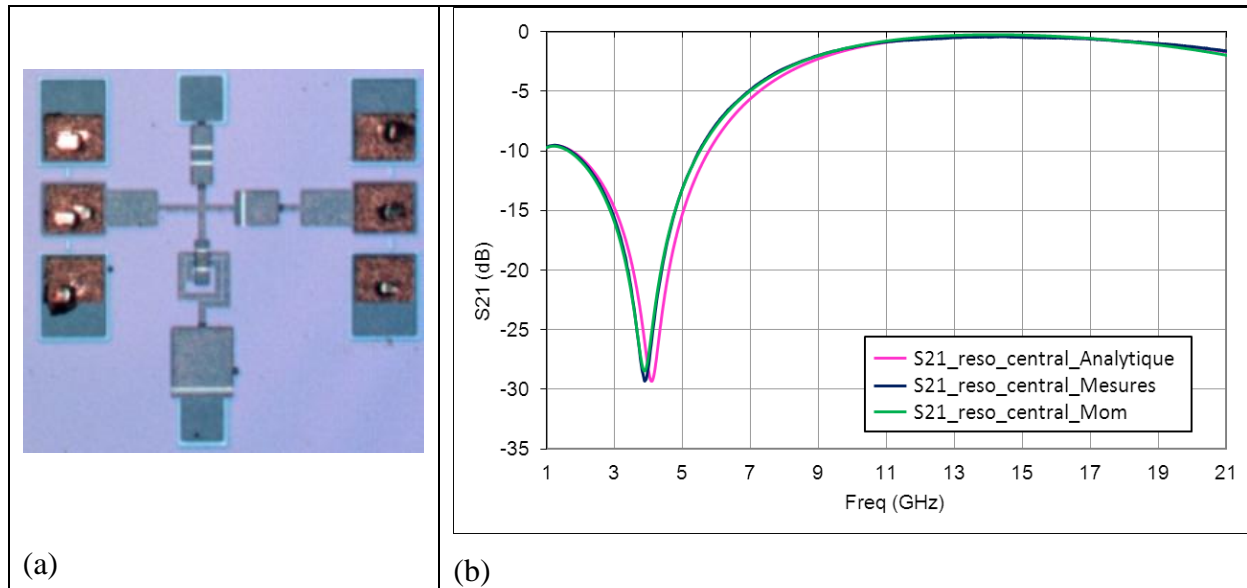 0
-5
-10
-15
-20
-25
-30
-35
S21 (dB)
S21_reso_central_Analytique
S21_reso_central_Mesures
S21_reso_central_Mom
1 3 5 7 9 11 13 15 17 19 21
Freq (GHz)
(a)
(b)